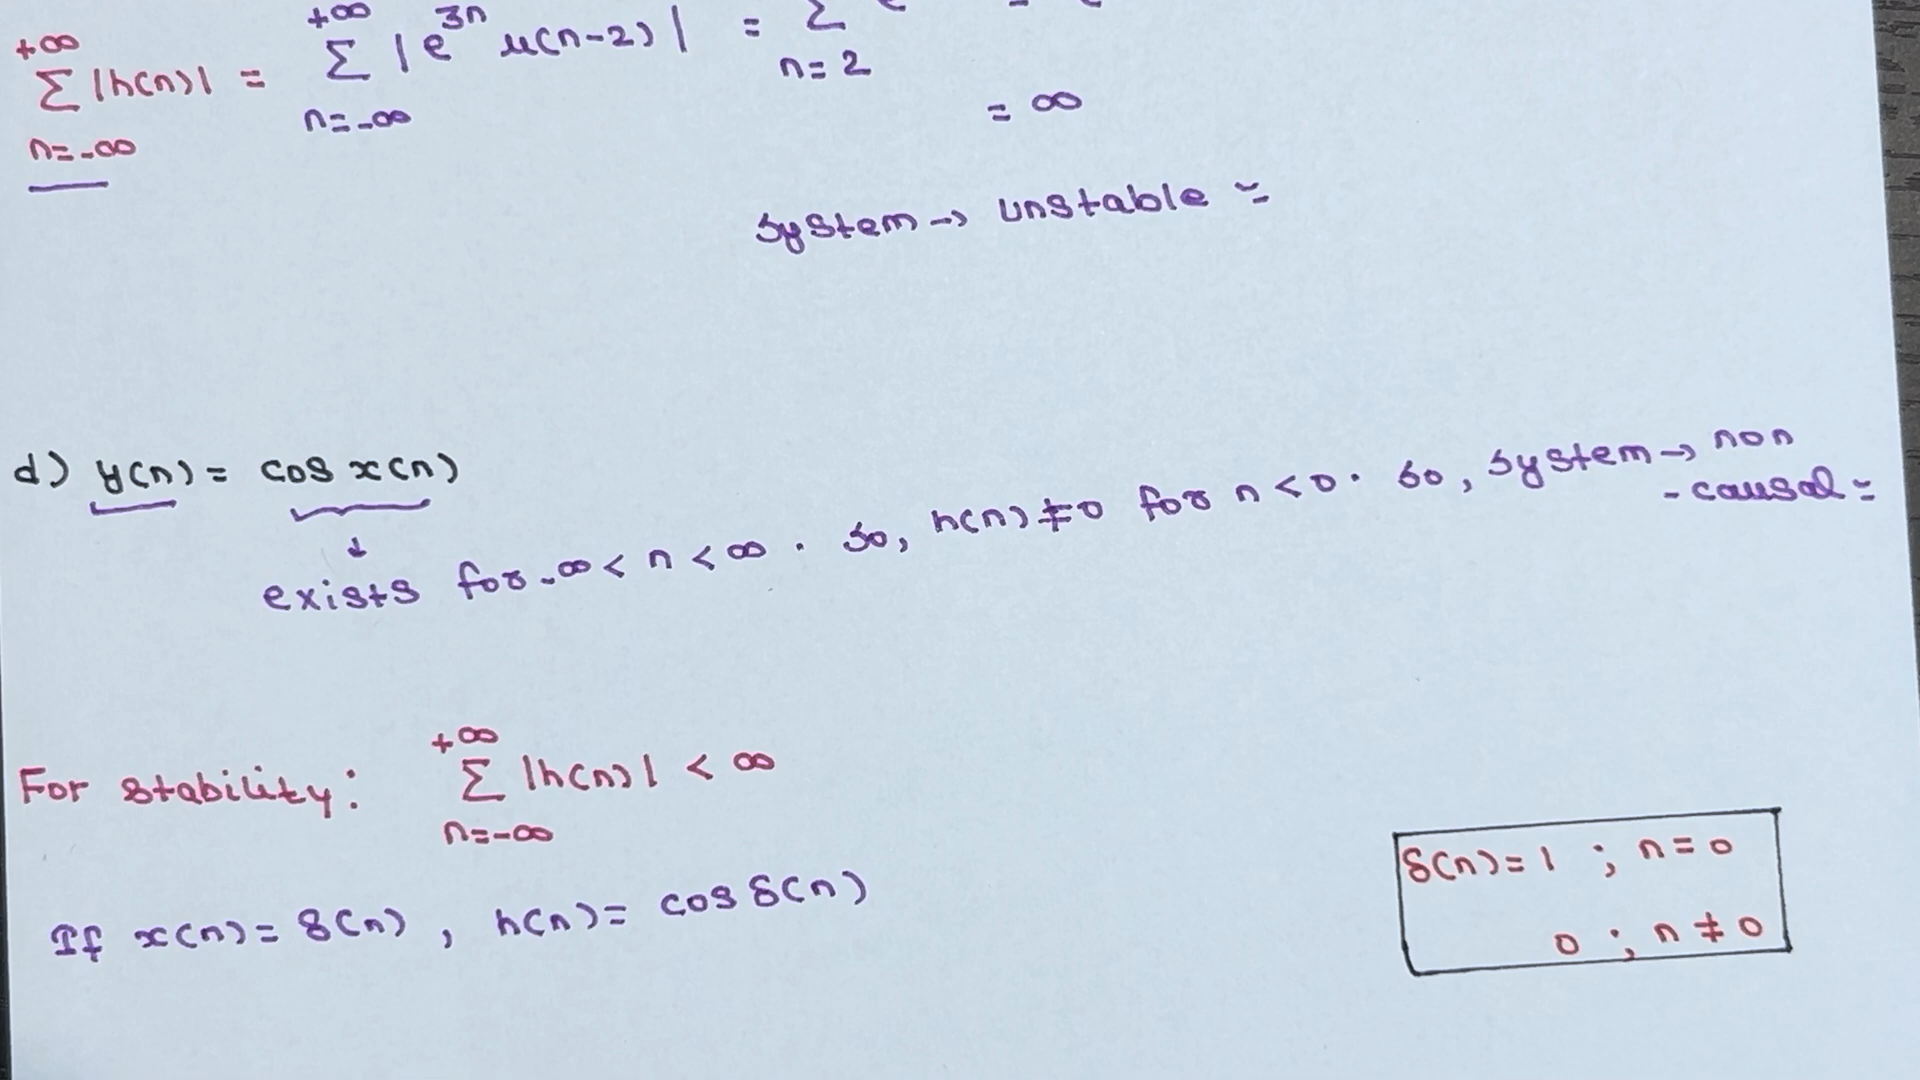 +∞
Σ |h(n)| =
n=-∞
+∞
Σ |e^3n u(n-2)| = Σ
n=-∞
n=2
= ∞
system → unstable =
d) y(n) = cos x(n)
exists for -∞ < n < ∞ . So, h(n) ≠ 0 for n < 0 . So, system → non
- causal =
+∞
For stability: Σ |h(n)| < ∞
n=-∞
If x(n) = δ(n) , h(n) = cos δ(n)
δ(n) = 1 ; n = 0
0 ; n ≠ 0